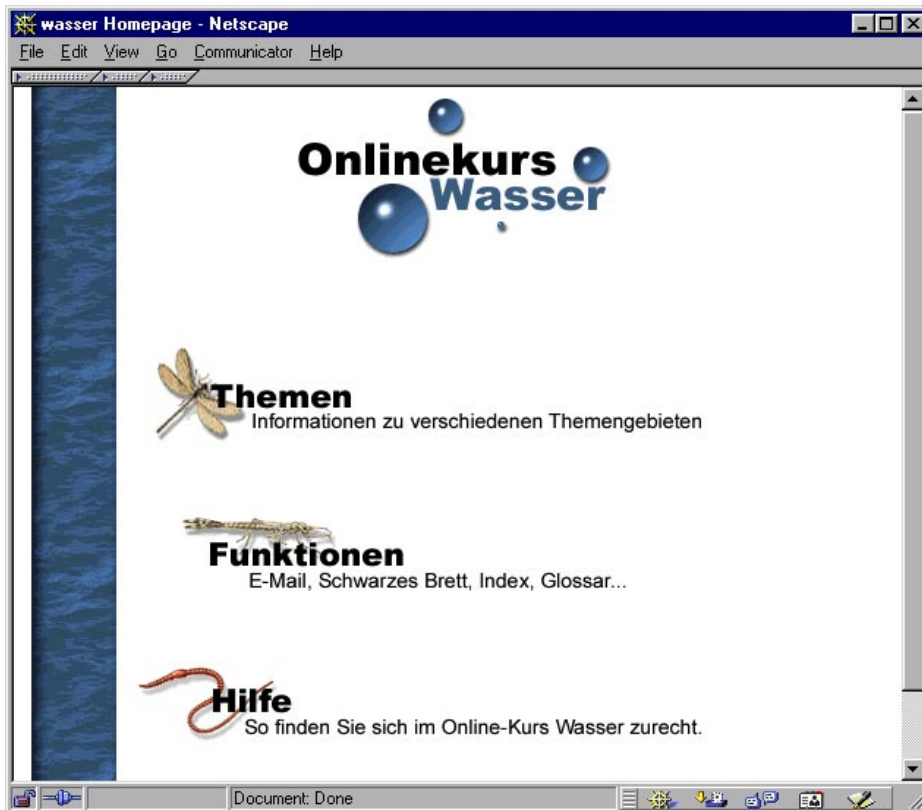 wasser Homepage - Netscape
File Edit View Go Communicator Help
Onlinekurs
Wasser
Themen
Informationen zu verschiedenen Themengebieten
Funktionen
E-Mail, Schwarzes Brett, Index, Glossar...
Hilfe
So finden Sie sich im Online-Kurs Wasser zurecht.
Document: Done